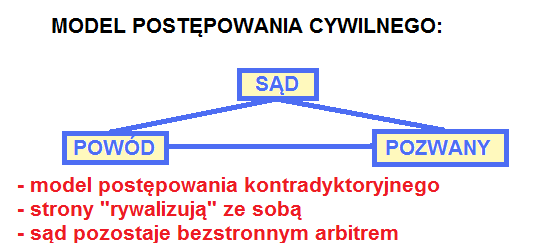 MODEL POSTĘPOWANIA CYWILNEGO:
SĄD
POWÓD
POZWANY
- model postępowania kontradyktoryjnego
- strony "rywalizują" ze sobą
- sąd pozostaje bezstronnym arbitrem